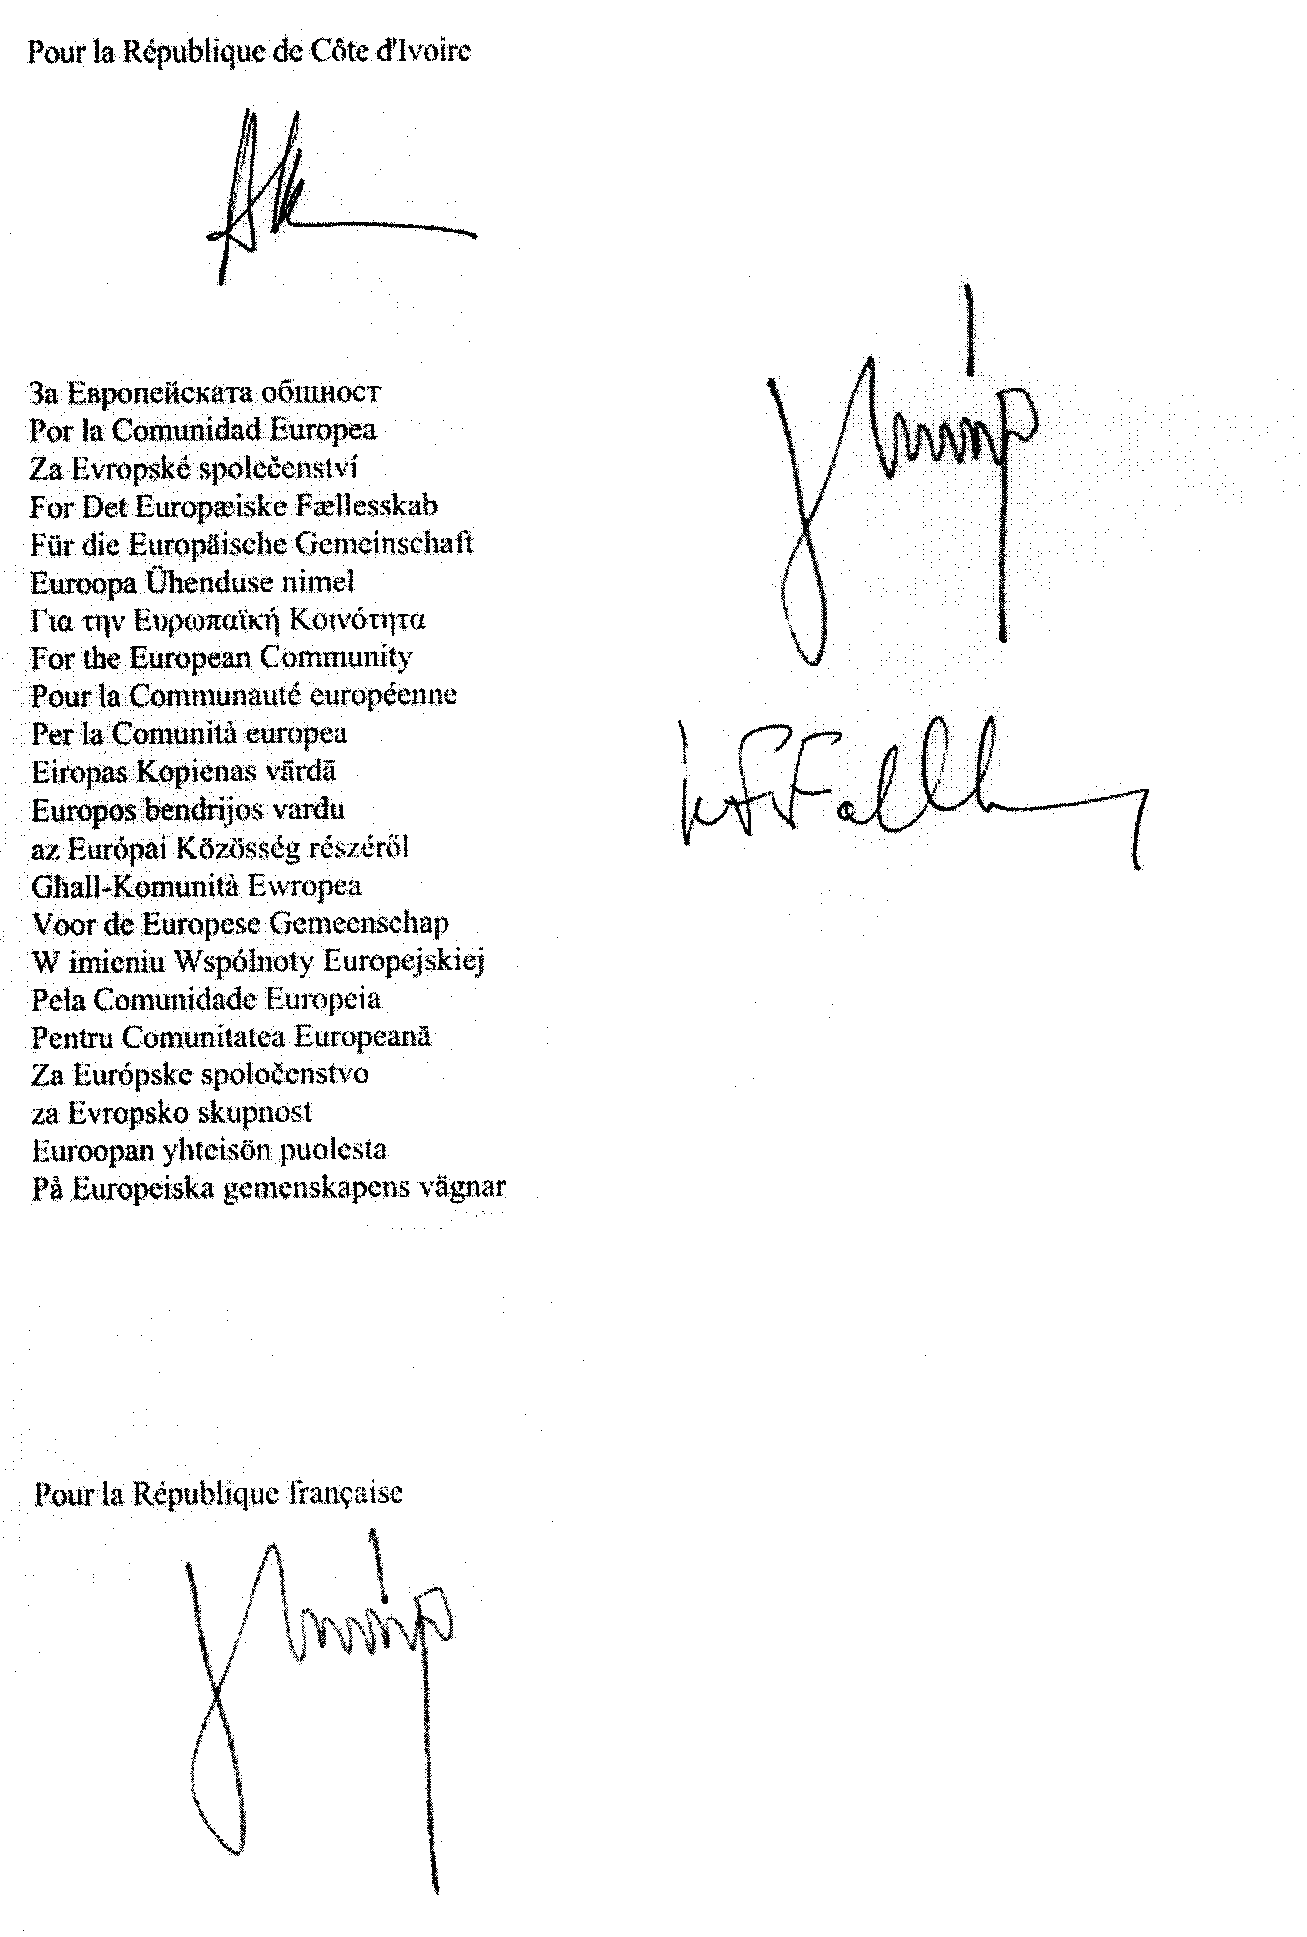 Pour la République de Côte d'Ivoire
За Европейската общност
Por la Comunidad Europea
Za Evropské společenství
For Det Europæiske Fællesskab
Für die Europäische Gemeinschaft
Euroopa Ühenduse nimel
Για την Ευρωπαϊκή Κοινότητα
For the European Community
Pour la Communauté européenne
Per la Comunità europea
Eiropas Kopienas vārdā
Europos bendrijos vardu
az Európai Közösség részéről
Għall-Komunità Ewropea
Voor de Europese Gemeenschap
W imieniu Wspólnoty Europejskiej
Pela Comunidade Europeia
Pentru Comunitatea Europeană
Za Európske spoločenstvo
za Evropsko skupnost
Euroopan yhteisön puolesta
På Europeiska gemenskapens vägnar
Pour la République française